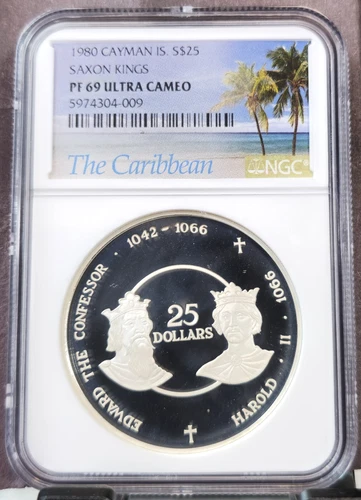 1980 CAYMAN IS. S$25
SAXON KINGS
PF 69 ULTRA CAMEO
5974304-009
The Caribbean
NGC
EDWARD THE CONFESSOR · 1042-1066
HAROLD · II · 1066
25
DOLLARS